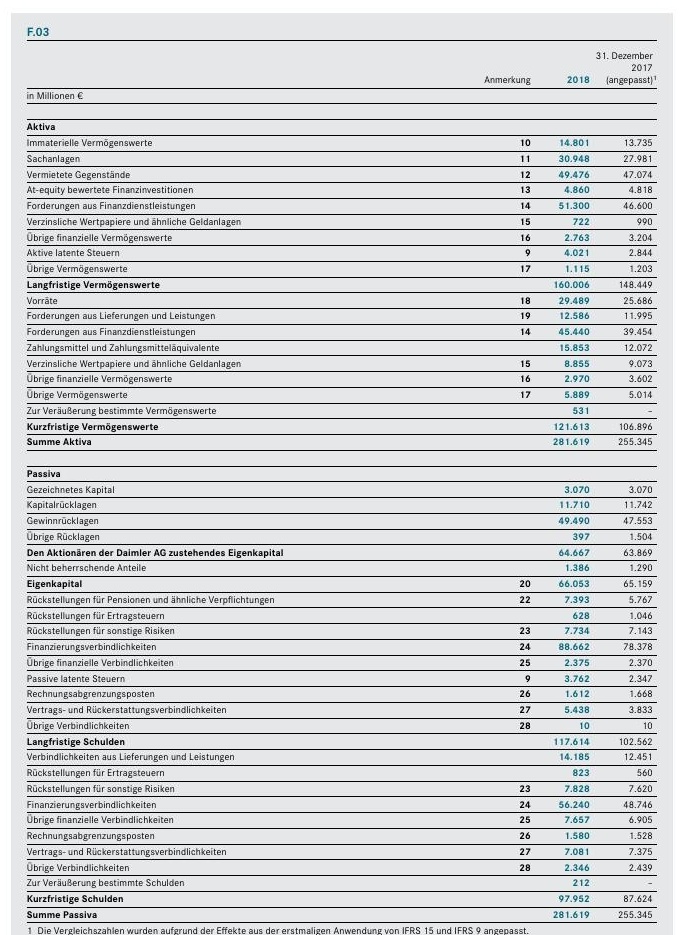 F.03
31. Dezember
2017
Anmerkung 2018 (angepasst)¹
in Millionen €
Aktiva
Immaterielle Vermögenswerte 10 14.801 13.735
Sachanlagen 11 30.948 27.981
Vermietete Gegenstände 12 49.476 47.074
At-equity bewertete Finanzinvestitionen 13 4.860 4.818
Forderungen aus Finanzdienstleistungen 14 51.300 46.600
Verzinsliche Wertpapiere und ähnliche Geldanlagen 15 722 990
Übrige finanzielle Vermögenswerte 16 2.763 3.204
Aktive latente Steuern 9 4.021 2.844
Übrige Vermögenswerte 17 1.115 1.203
Langfristige Vermögenswerte 160.006 148.449
Vorräte 18 29.489 25.686
Forderungen aus Lieferungen und Leistungen 19 12.586 11.995
Forderungen aus Finanzdienstleistungen 14 45.440 39.454
Zahlungsmittel und Zahlungsmitteläquivalente 15.853 12.072
Verzinsliche Wertpapiere und ähnliche Geldanlagen 15 8.855 9.073
Übrige finanzielle Vermögenswerte 16 2.970 3.602
Übrige Vermögenswerte 17 5.889 5.014
Zur Veräußerung bestimmte Vermögenswerte 531 –
Kurzfristige Vermögenswerte 121.613 106.896
Summe Aktiva 281.619 255.345
Passiva
Gezeichnetes Kapital 3.070 3.070
Kapitalrücklagen 11.710 11.742
Gewinnrücklagen 49.490 47.553
Übrige Rücklagen 397 1.504
Den Aktionären der Daimler AG zustehendes Eigenkapital 64.667 63.869
Nicht beherrschende Anteile 1.386 1.290
Eigenkapital 20 66.053 65.159
Rückstellungen für Pensionen und ähnliche Verpflichtungen 22 7.393 5.767
Rückstellungen für Ertragsteuern 628 1.046
Rückstellungen für sonstige Risiken 23 7.734 7.143
Finanzierungsverbindlichkeiten 24 88.662 78.378
Übrige finanzielle Verbindlichkeiten 25 2.375 2.370
Passive latente Steuern 9 3.762 2.347
Rechnungsabgrenzungsposten 26 1.612 1.668
Vertrags- und Rückerstattungsverbindlichkeiten 27 5.438 3.833
Übrige Verbindlichkeiten 28 10 10
Langfristige Schulden 117.614 102.562
Verbindlichkeiten aus Lieferungen und Leistungen 14.185 12.451
Rückstellungen für Ertragsteuern 823 560
Rückstellungen für sonstige Risiken 23 7.828 7.620
Finanzierungsverbindlichkeiten 24 56.240 48.746
Übrige finanzielle Verbindlichkeiten 25 7.657 6.905
Rechnungsabgrenzungsposten 26 1.580 1.528
Vertrags- und Rückerstattungsverbindlichkeiten 27 7.081 7.375
Übrige Verbindlichkeiten 28 2.346 2.439
Zur Veräußerung bestimmte Schulden 212 –
Kurzfristige Schulden 97.952 87.624
Summe Passiva 281.619 255.345
1 Die Vergleichszahlen wurden aufgrund der Effekte aus der erstmaligen Anwendung von IFRS 15 und IFRS 9 angepasst.